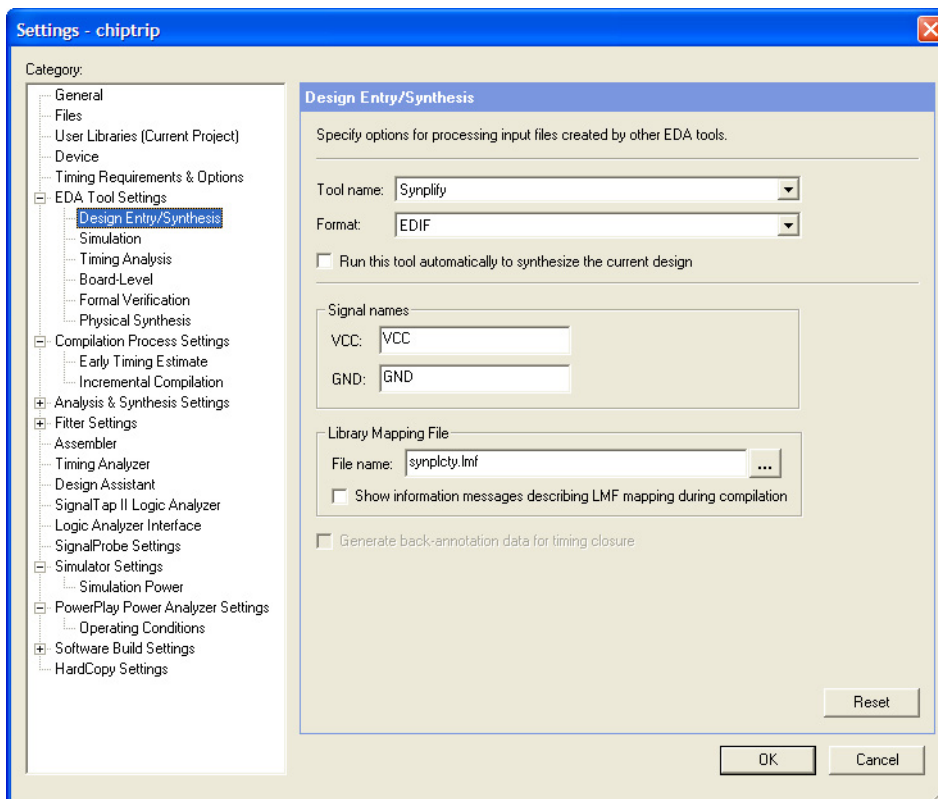 Settings - chiptrip
Category:
General
Files
User Libraries (Current Project)
Device
Timing Requirements & Options
EDA Tool Settings
Design Entry/Synthesis
Simulation
Timing Analysis
Board-Level
Formal Verification
Physical Synthesis
Compilation Process Settings
Early Timing Estimate
Incremental Compilation
Analysis & Synthesis Settings
Fitter Settings
Assembler
Timing Analyzer
Design Assistant
SignalTap II Logic Analyzer
Logic Analyzer Interface
SignalProbe Settings
Simulator Settings
Simulation Power
PowerPlay Power Analyzer Settings
Operating Conditions
Software Build Settings
HardCopy Settings
Design Entry/Synthesis
Specify options for processing input files created by other EDA tools.
Tool name: Synplify
Format: EDIF
Run this tool automatically to synthesize the current design
Signal names
VCC: VCC
GND: GND
Library Mapping File
File name: synplcty.lmf ...
Show information messages describing LMF mapping during compilation
Generate back-annotation data for timing closure
Reset
OK Cancel